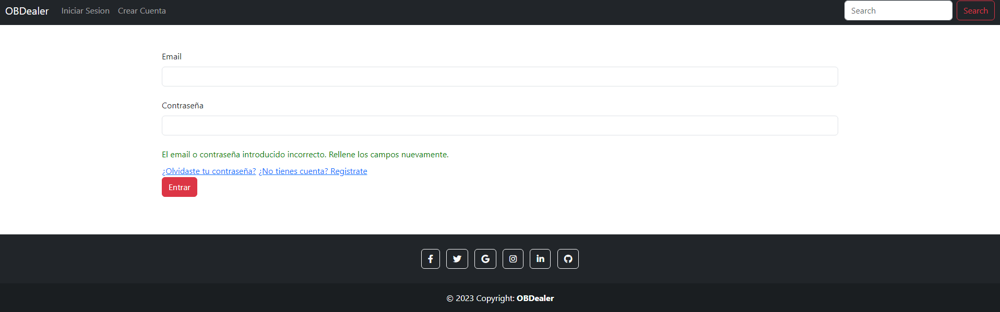 OBDealer Iniciar Sesion Crear Cuenta Search Search
Email
Contraseña
El email o contraseña introducido incorrecto. Rellene los campos nuevamente.
¿Olvidaste tu contraseña? ¿No tienes cuenta? Registrate
Entrar
© 2023 Copyright: OBDealer